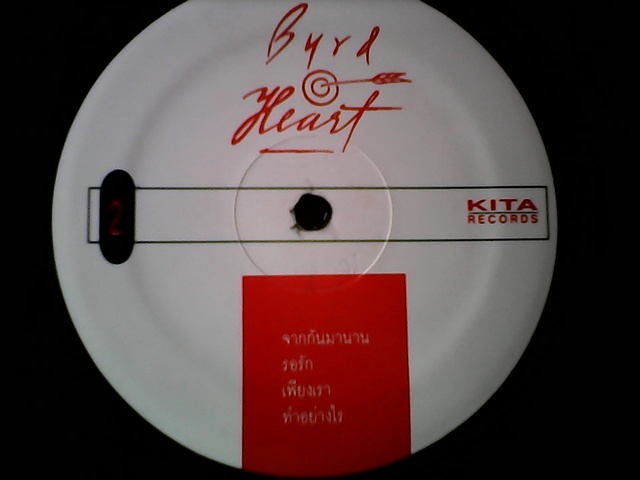 Byrd
Heart
2
KITA
RECORDS
จากกันมานาน
รอรัก
เพียงเรา
ทำอย่างไร